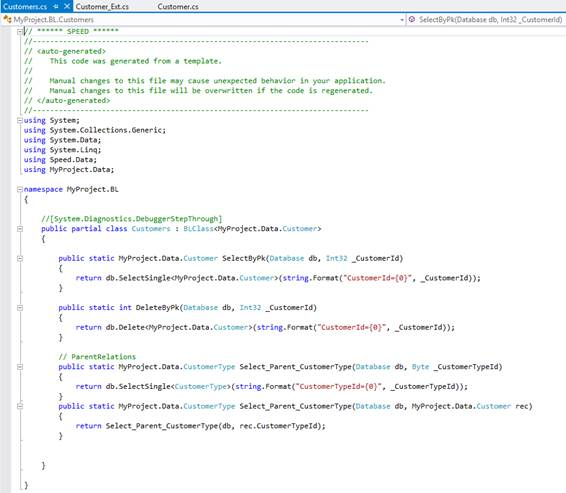 Customers.cs Customer_Ext.cs Customer.cs
MyProject.BL.Customers SelectByPk(Database db, Int32 _CustomerId)
// ****** SPEED ******
//------------------------------------------------------------------------------
// <auto-generated>
//     This code was generated from a template.
//
//     Manual changes to this file may cause unexpected behavior in your application.
//     Manual changes to this file will be overwritten if the code is regenerated.
// </auto-generated>
//------------------------------------------------------------------------------
using System;
using System.Collections.Generic;
using System.Data;
using System.Linq;
using Speed.Data;
using MyProject.Data;
namespace MyProject.BL
{
//[System.Diagnostics.DebuggerStepThrough]
public partial class Customers : BLClass<MyProject.Data.Customer>
{
public static MyProject.Data.Customer SelectByPk(Database db, Int32 _CustomerId)
{
return db.SelectSingle<MyProject.Data.Customer>(string.Format("CustomerId={0}", _CustomerId));
}
public static int DeleteByPk(Database db, Int32 _CustomerId)
{
return db.Delete<MyProject.Data.Customer>(string.Format("CustomerId={0}", _CustomerId));
}
// ParentRelations
public static MyProject.Data.CustomerType Select_Parent_CustomerType(Database db, Byte _CustomerTypeId)
{
return db.SelectSingle<CustomerType>(string.Format("CustomerTypeId={0}", _CustomerTypeId));
}
public static MyProject.Data.CustomerType Select_Parent_CustomerType(Database db, MyProject.Data.Customer rec)
{
return Select_Parent_CustomerType(db, rec.CustomerTypeId);
}
}
}